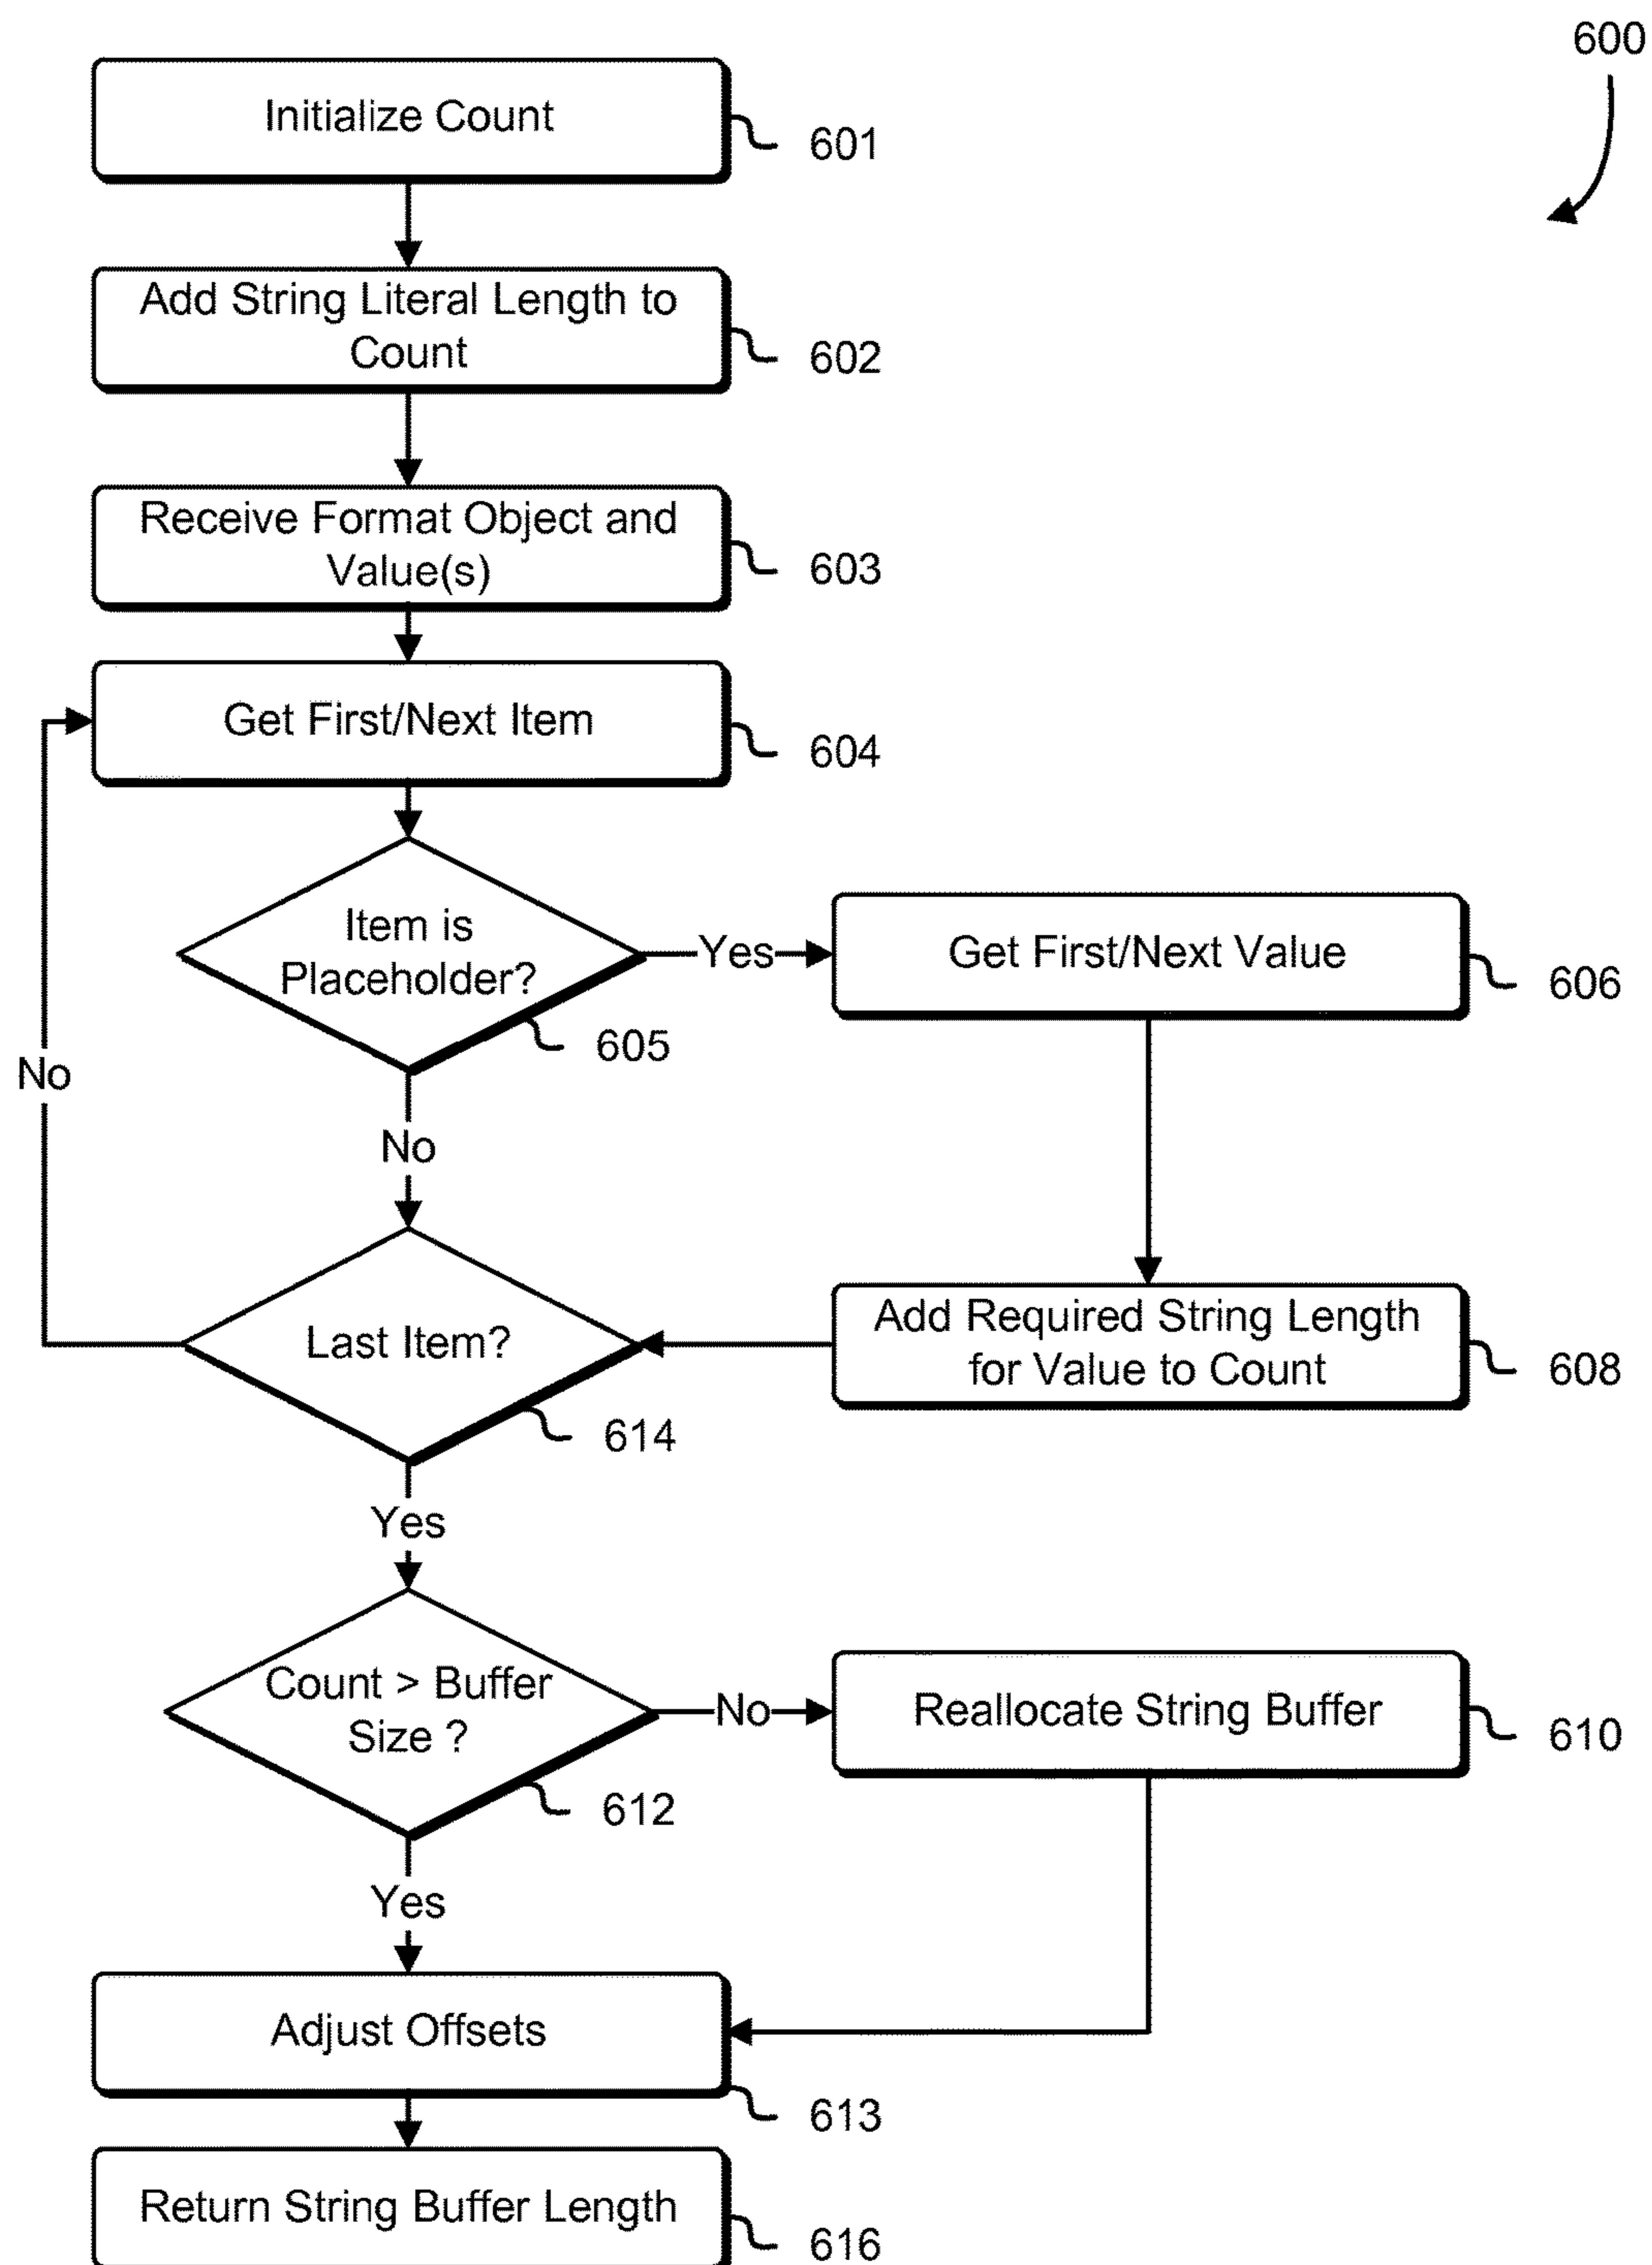 600
Initialize Count
601
Add String Literal Length to
Count
602
Receive Format Object and
Value(s)
603
Get First/Next Item
604
Item is
Placeholder?
605
Yes
Get First/Next Value
606
No
No
Last Item?
614
Add Required String Length
for Value to Count
608
Yes
Count > Buffer
Size ?
612
No
Reallocate String Buffer
610
Yes
Adjust Offsets
613
Return String Buffer Length
616